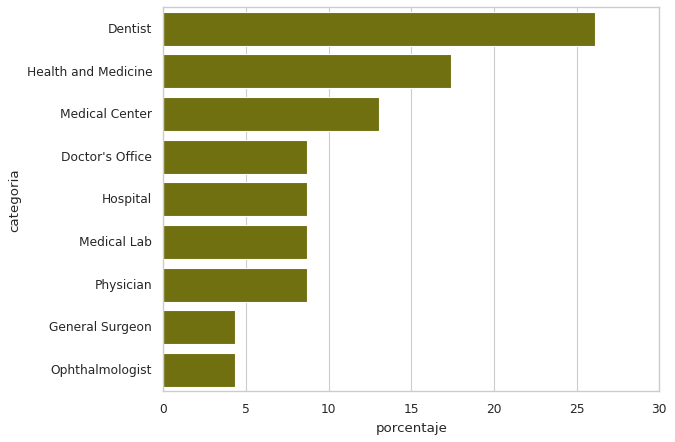 Dentist
Health and Medicine
Medical Center
Doctor's Office
Hospital
Medical Lab
Physician
General Surgeon
Ophthalmologist
categoria
0 5 10 15 20 25 30
porcentaje